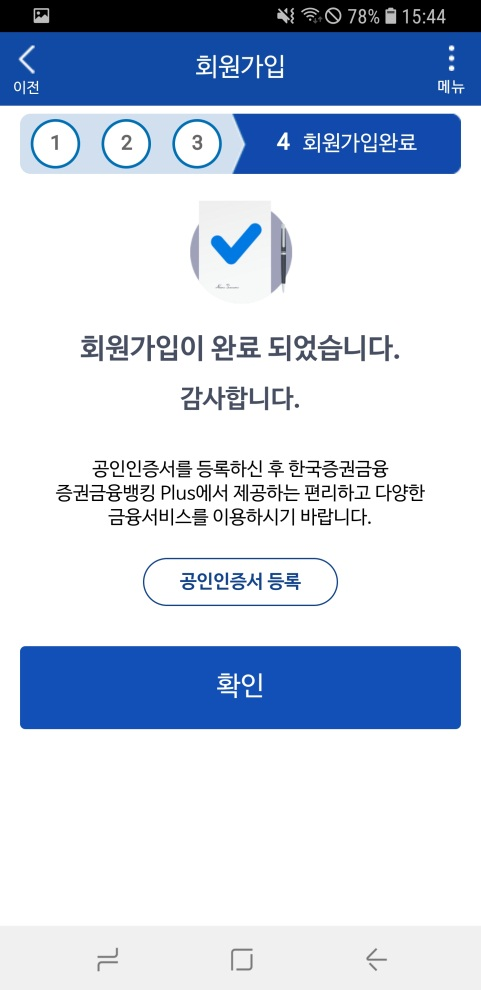 78% 15:44
이전
회원가입
메뉴
1 2 3 4 회원가입완료
회원가입이 완료 되었습니다.
감사합니다.
공인인증서를 등록하신 후 한국증권금융
증권금융뱅킹 Plus에서 제공하는 편리하고 다양한
금융서비스를 이용하시기 바랍니다.
공인인증서 등록
확인